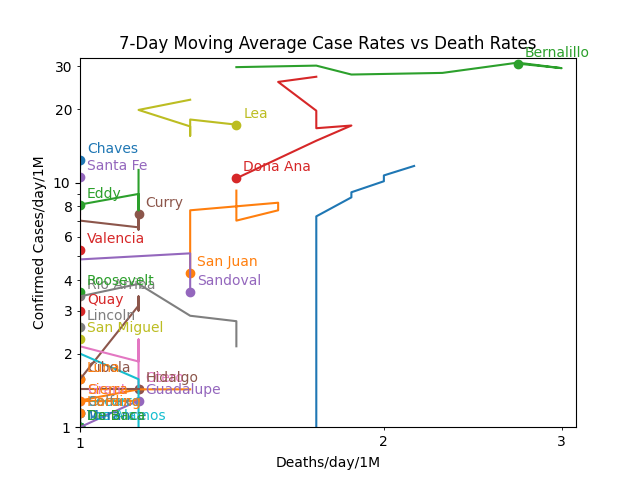 7-Day Moving Average Case Rates vs Death Rates
Bernalillo
30
20
Lea
Chaves
Santa Fe
Dona Ana
10
Eddy
8
Curry
Valencia
6
San Juan
4
Roosevelt
Sandoval
Rio Arriba
3
Quay
Lincoln
San Miguel
2
Hidalgo
Guadalupe
1
1
2
3
Deaths/day/1M
Confirmed Cases/day/1M